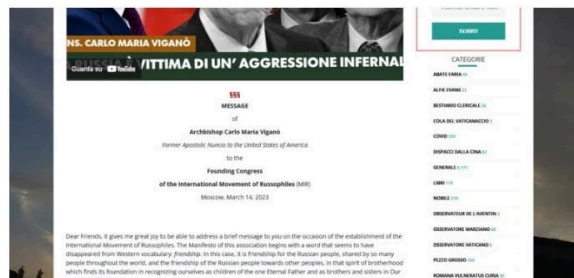 NS. CARLO MARIA VIGANÒ
VITTIMA DI UN' AGGRESSIONE INFERNAL
Guarda su YouTube
§§§
MESSAGE
of
Archbishop Carlo Maria Viganò
Former Apostolic Nuncio to the United States of America
to the
Founding Congress
of the International Movement of Russophiles (MIR)
Moscow, March 14, 2023
Dear Friends, it gives me great joy to be able to address a brief message to you on the occasion of the establishment of the
International Movement of Russophiles. The Manifesto of this association begins with a word that seems to have
disappeared from Western vocabulary: friendship. In this case, it is friendship for the Russian people, shared by so many
people throughout the world, and the friendship of the Russian people towards other peoples, in that spirit of brotherhood
which finds its foundation in recognizing ourselves as children of the one Eternal Father and as brothers and sisters in Our
ISCRIVITI
CATEGORIE
ABATE FARIA
ALFIE EVANS
BESTIARIO CLERICALE
COLA DEL VATICANACCIO
COVID
DISPACCI DALLA CINA
GENERALE
LIBRI
NOBILE
OBSERVATEUR DE L'AVENTIN
OSSERVATORE MARZIANO
OSSERVATORE VATICANO
PEZZO GROSSO
ROMANA VULNERATUS CURIA